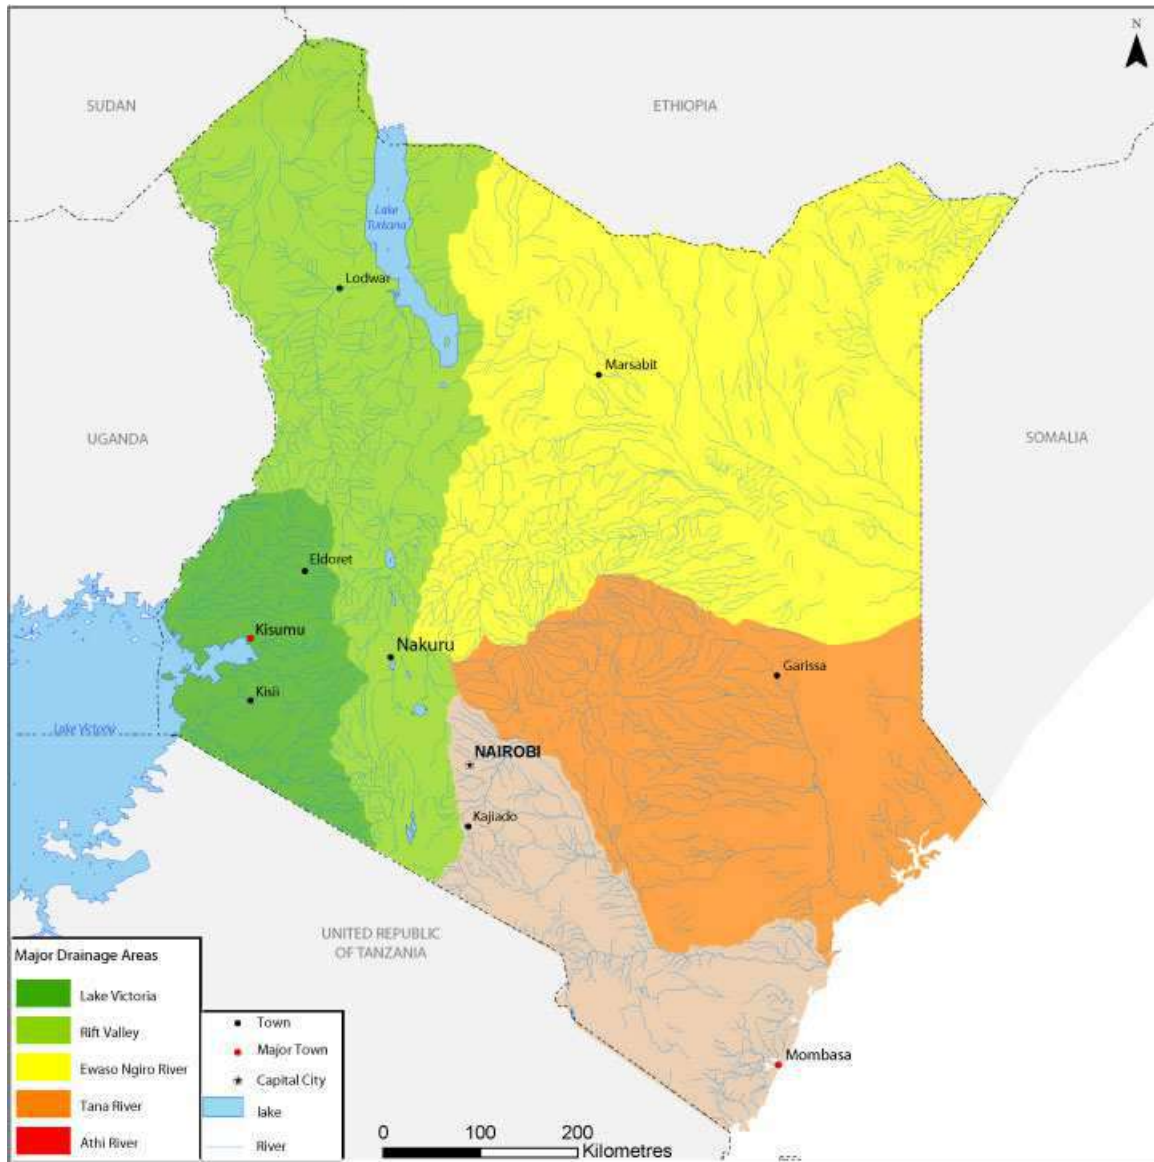 N
SUDAN
ETHIOPIA
Lake
Turkana
Lodwar
Marsabit
UGANDA
SOMALIA
Eldoret
Kisumu
Nakuru
Garissa
Kisii
Lake Victoria
NAIROBI
Kajiado
UNITED REPUBLIC
OF TANZANIA
Mombasa
Major Drainage Areas
Lake Victoria
Rift Valley
Ewaso Ngiro River
Tana River
Athi River
Town
Major Town
Capital City
lake
River
0 100 200
Kilometres